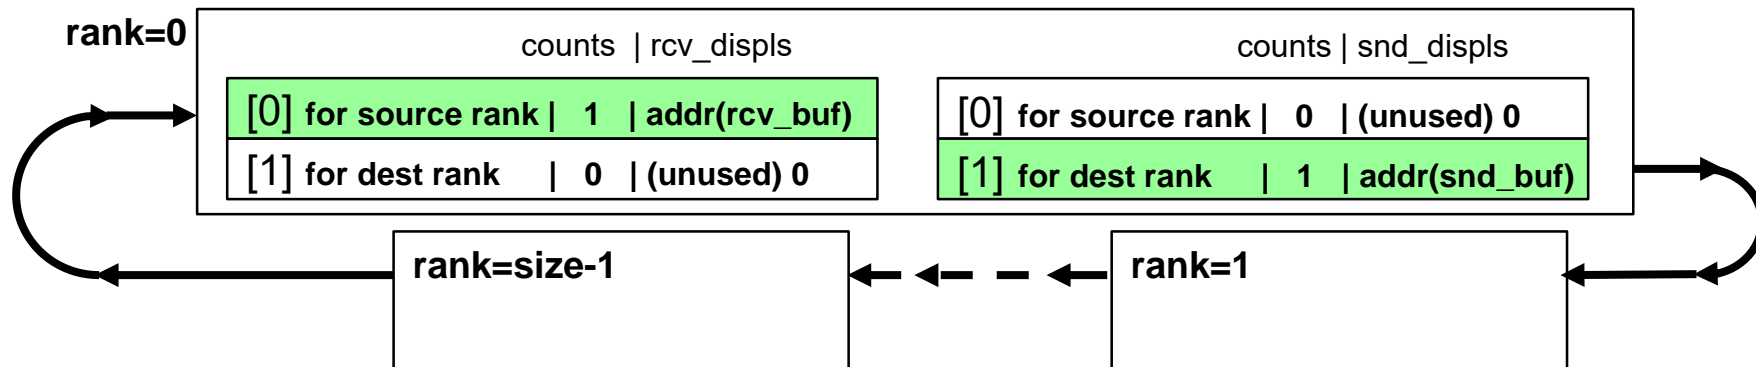 rank=0
counts | rcv_displs
counts | snd_displs
[0] for source rank | 1 | addr(rcv_buf)
[1] for dest rank | 0 | (unused) 0
[0] for source rank | 0 | (unused) 0
[1] for dest rank | 1 | addr(snd_buf)
rank=size-1
rank=1